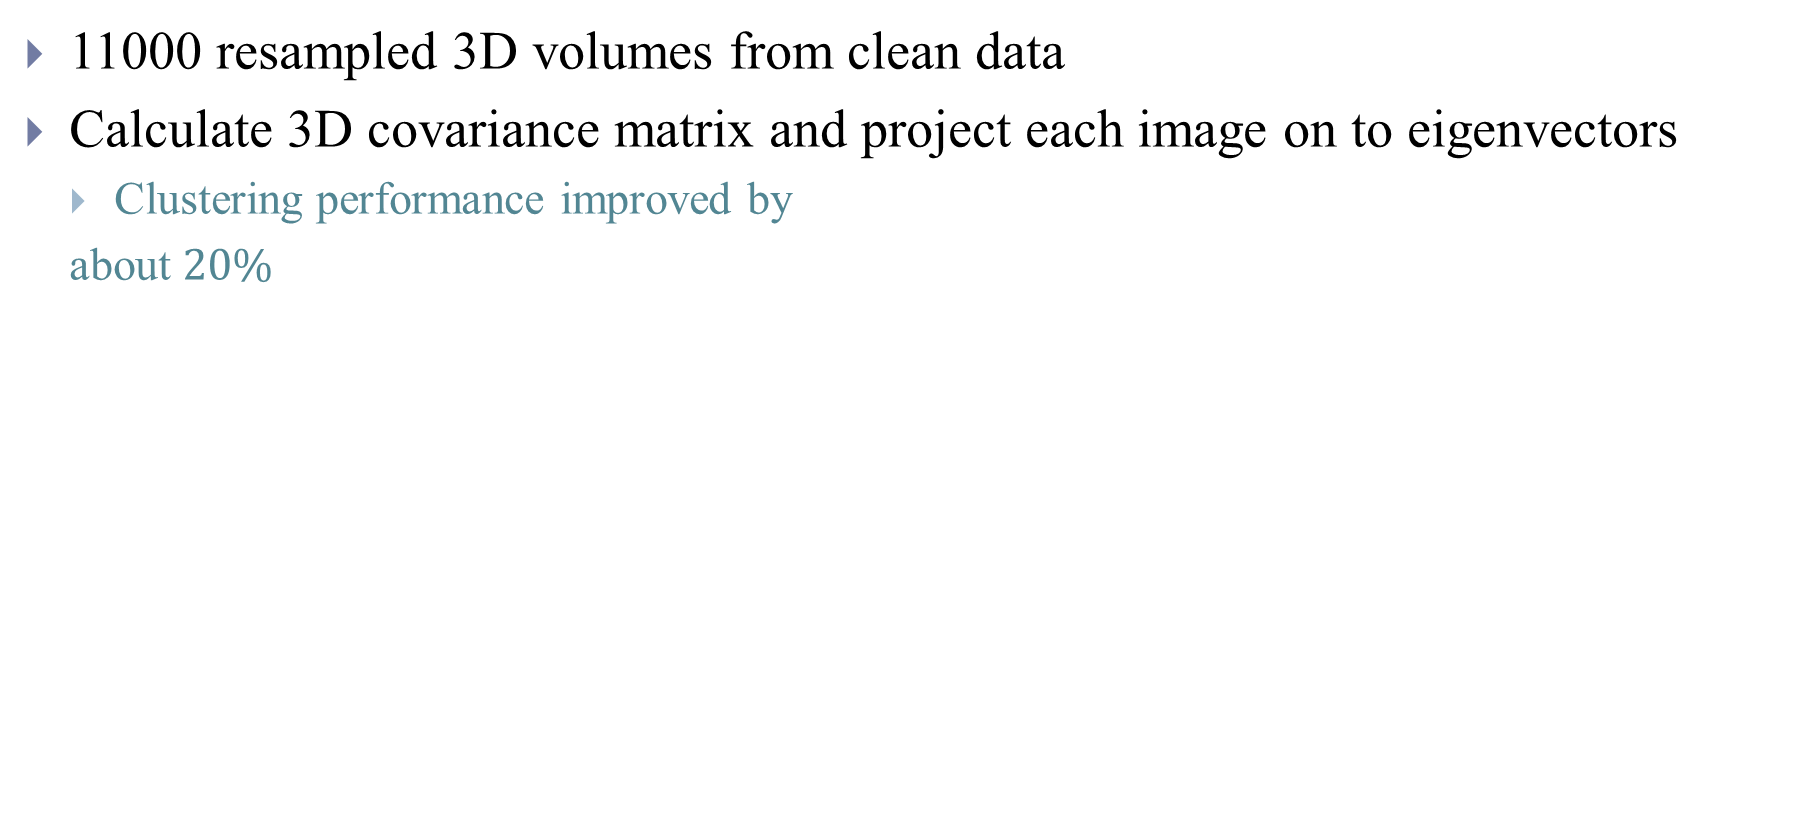 11000 resampled 3D volumes from clean data
Calculate 3D covariance matrix and project each image on to eigenvectors
Clustering performance improved by
about 20%